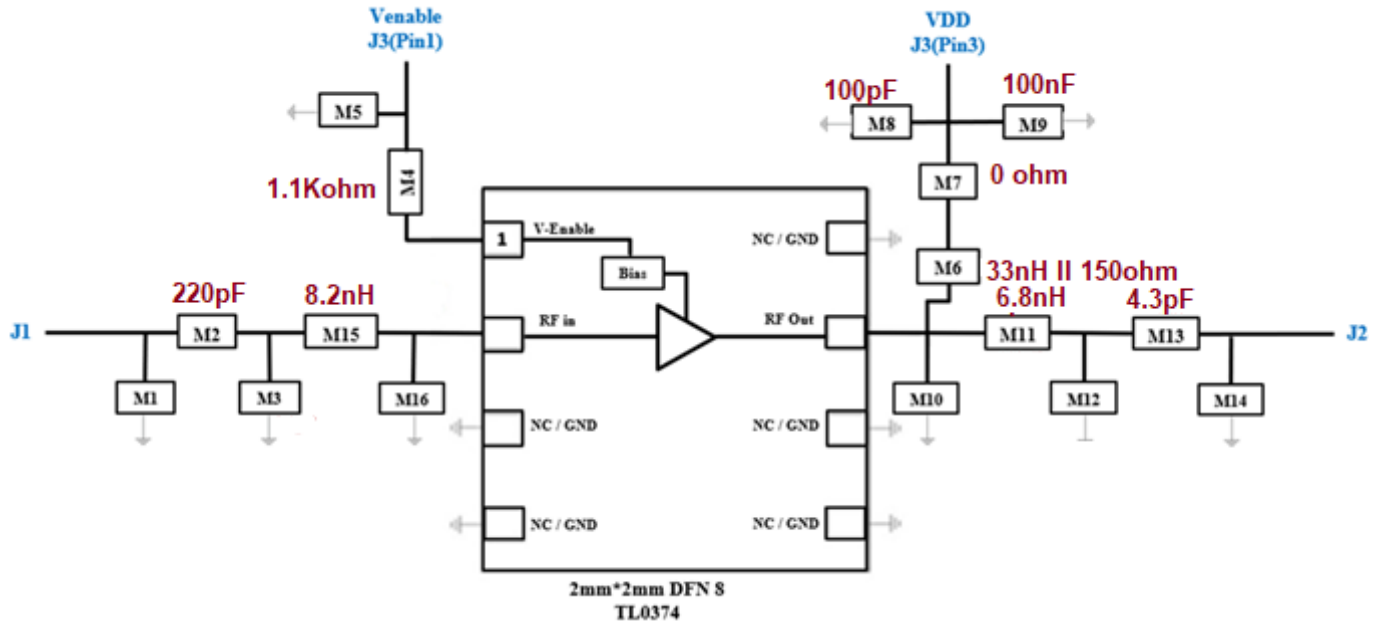 Venable
J3(Pin1)
VDD
J3(Pin3)
100pF
100nF
M5
M8
M9
M4
1.1Kohm
M7
0 ohm
1
V-Enable
NC / GND
Bias
M6
33nH II 150ohm
220pF
8.2nH
6.8nH
4.3pF
J1
M2
M15
RF in
RF Out
M11
M13
J2
M1
M3
M16
M10
M12
M14
NC / GND
NC / GND
NC / GND
NC / GND
2mm*2mm DFN 8
TL0374